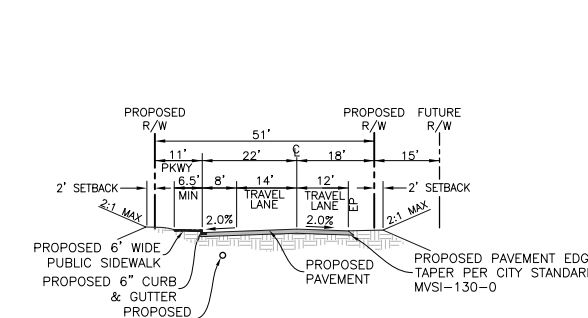 PROPOSED
R/W
PROPOSED
R/W
FUTURE
R/W
51'
℄
11'
22'
18'
15'
PKWY
6.5'
MIN
8'
14'
TRAVEL
LANE
12'
TRAVEL
LANE
EP
2' SETBACK
2' SETBACK
2:1 MAX
2.0%
2.0%
2:1 MAX
PROPOSED 6' WIDE
PUBLIC SIDEWALK
PROPOSED 6" CURB
& GUTTER
PROPOSED
PROPOSED
PAVEMENT
PROPOSED PAVEMENT EDG
TAPER PER CITY STANDAR
MVSI-130-0